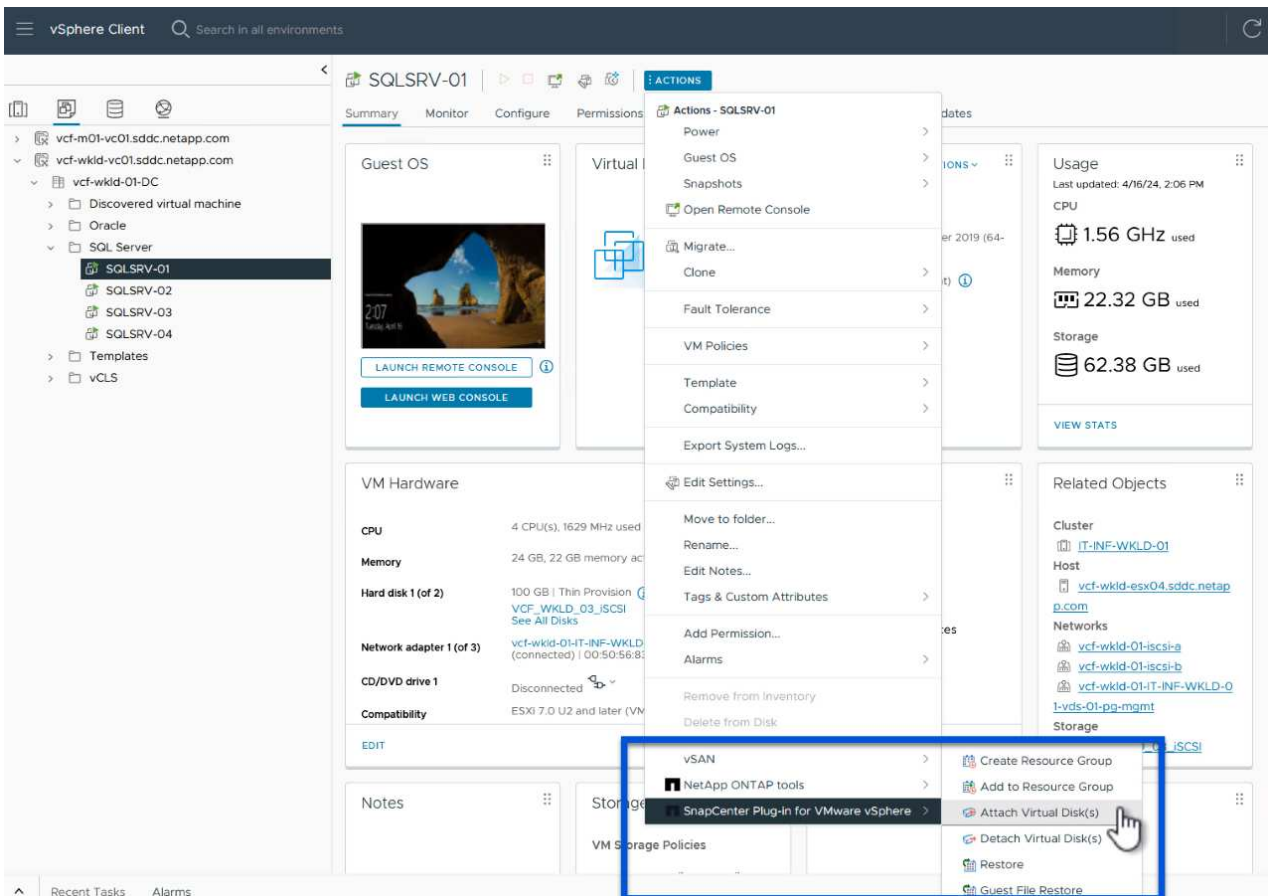 vSphere Client
Search in all environments
SQLSRV-01
ACTIONS
Summary
Monitor
Configure
Permissions
dates
vcf-m01-vc01.sddc.netapp.com
vcf-wkld-vc01.sddc.netapp.com
vcf-wkld-01-DC
Discovered virtual machine
Oracle
SQL Server
SQLSRV-01
SQLSRV-02
SQLSRV-03
SQLSRV-04
Templates
vCLS
Guest OS
2:07
LAUNCH REMOTE CONSOLE
LAUNCH WEB CONSOLE
Virtual
IONS
er 2019 (64-
Actions - SQLSRV-01
Power
Guest OS
Snapshots
Open Remote Console
Migrate...
Clone
Fault Tolerance
VM Policies
Template
Compatibility
Export System Logs...
Edit Settings...
Move to folder...
Rename...
Edit Notes...
Tags & Custom Attributes
Add Permission...
Alarms
Remove from Inventory
Delete from Disk
vSAN
NetApp ONTAP tools
SnapCenter Plug-in for VMware vSphere
Create Resource Group
Add to Resource Group
Attach Virtual Disk(s)
Detach Virtual Disk(s)
Restore
Guest File Restore
Usage
Last updated: 4/16/24, 2:06 PM
CPU
1.56 GHz used
Memory
22.32 GB used
Storage
62.38 GB used
VIEW STATS
VM Hardware
CPU
4 CPU(s), 1629 MHz used
Memory
24 GB, 22 GB memory ac
Hard disk 1 (of 2)
100 GB | Thin Provision
VCF_WKLD_03_iSCSI
See All Disks
Network adapter 1 (of 3)
vcf-wkld-01-IT-INF-WKLD-
(connected) | 00:50:56:8
CD/DVD drive 1
Disconnected
Compatibility
ESXi 7.0 U2 and later (VM
EDIT
Related Objects
Cluster
IT-INF-WKLD-01
Host
vcf-wkld-esx04.sddc.netap
p.com
Networks
vcf-wkld-01-iscsi-a
vcf-wkld-01-iscsi-b
vcf-wkld-01-IT-INF-WKLD-0
1-vds-01-pg-mgmt
Storage
iSCSI
Notes
VM Storage Policies
Recent Tasks
Alarms